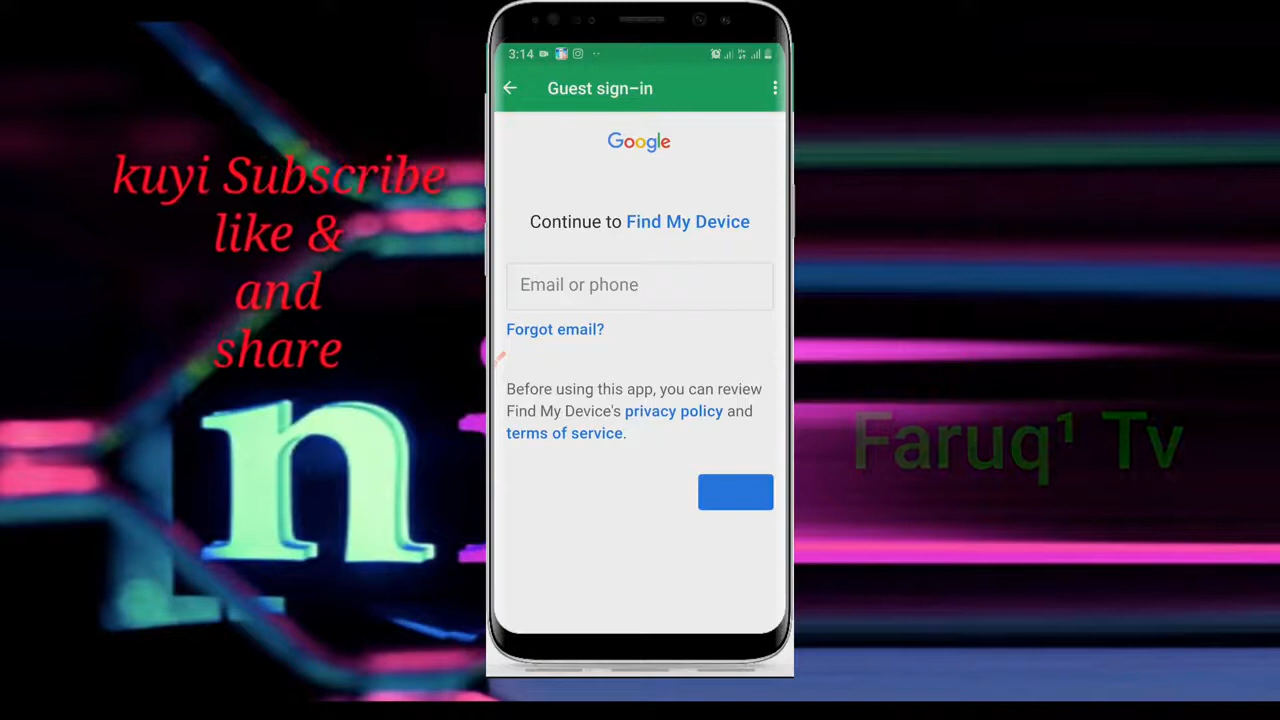 3:14
Guest sign-in
Google
Continue to Find My Device
Email or phone
Forgot email?
Before using this app, you can review
Find My Device's privacy policy and
terms of service.
kuyi Subscribe
like &
and
share
n
Faruq¹ Tv